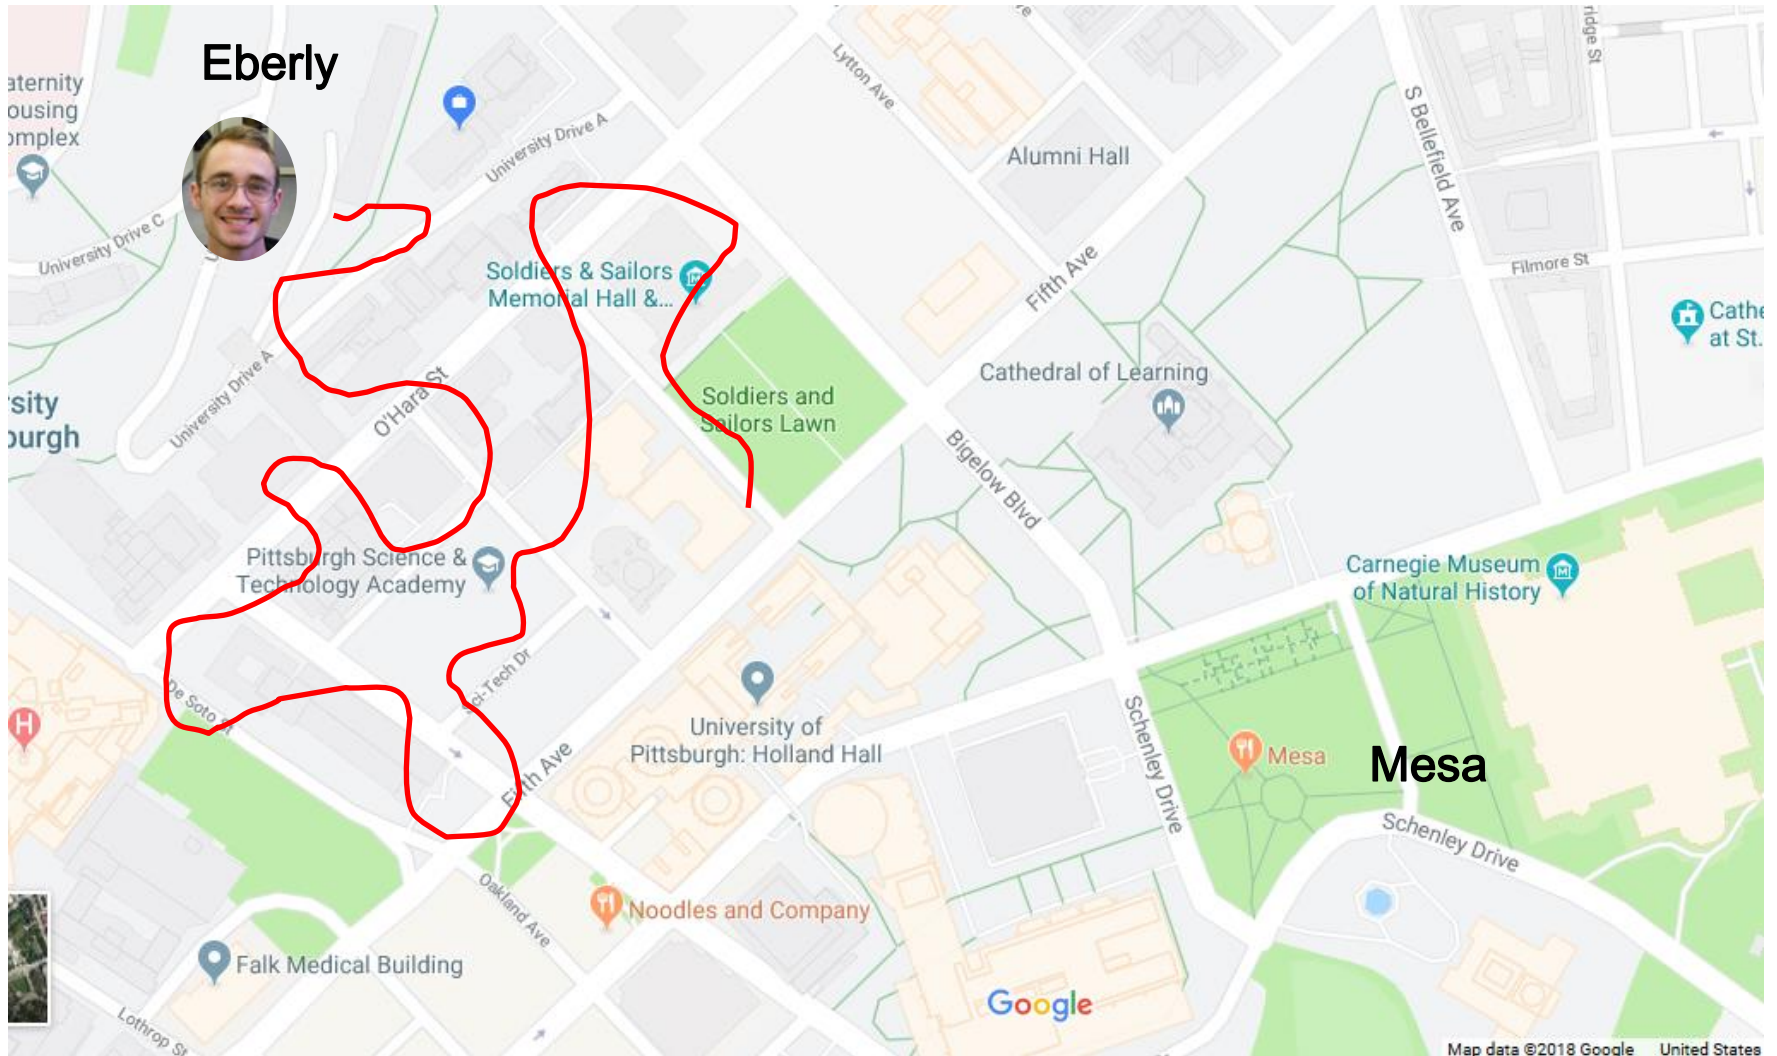 Eberly
aternity
ousing
omplex
Lytton Ave
ridge St
S Bellefield Ave
University Drive A
Alumni Hall
University Drive C
Soldiers & Sailors
Memorial Hall &...
Fifth Ave
Filmore St
Cathe
at St.
University Drive A
O'Hara St
Cathedral of Learning
Soldiers and
Sailors Lawn
sity
burgh
Bigelow Blvd
Pittsburgh Science &
Technology Academy
Carnegie Museum
of Natural History
De Soto St
Sci-Tech Dr
University of
Pittsburgh: Holland Hall
Schenley Drive
Mesa
Mesa
H
Fifth Ave
Schenley Drive
Oakland Ave
Noodles and Company
Falk Medical Building
Google
Lothrop St
Map data ©2018 Google United States